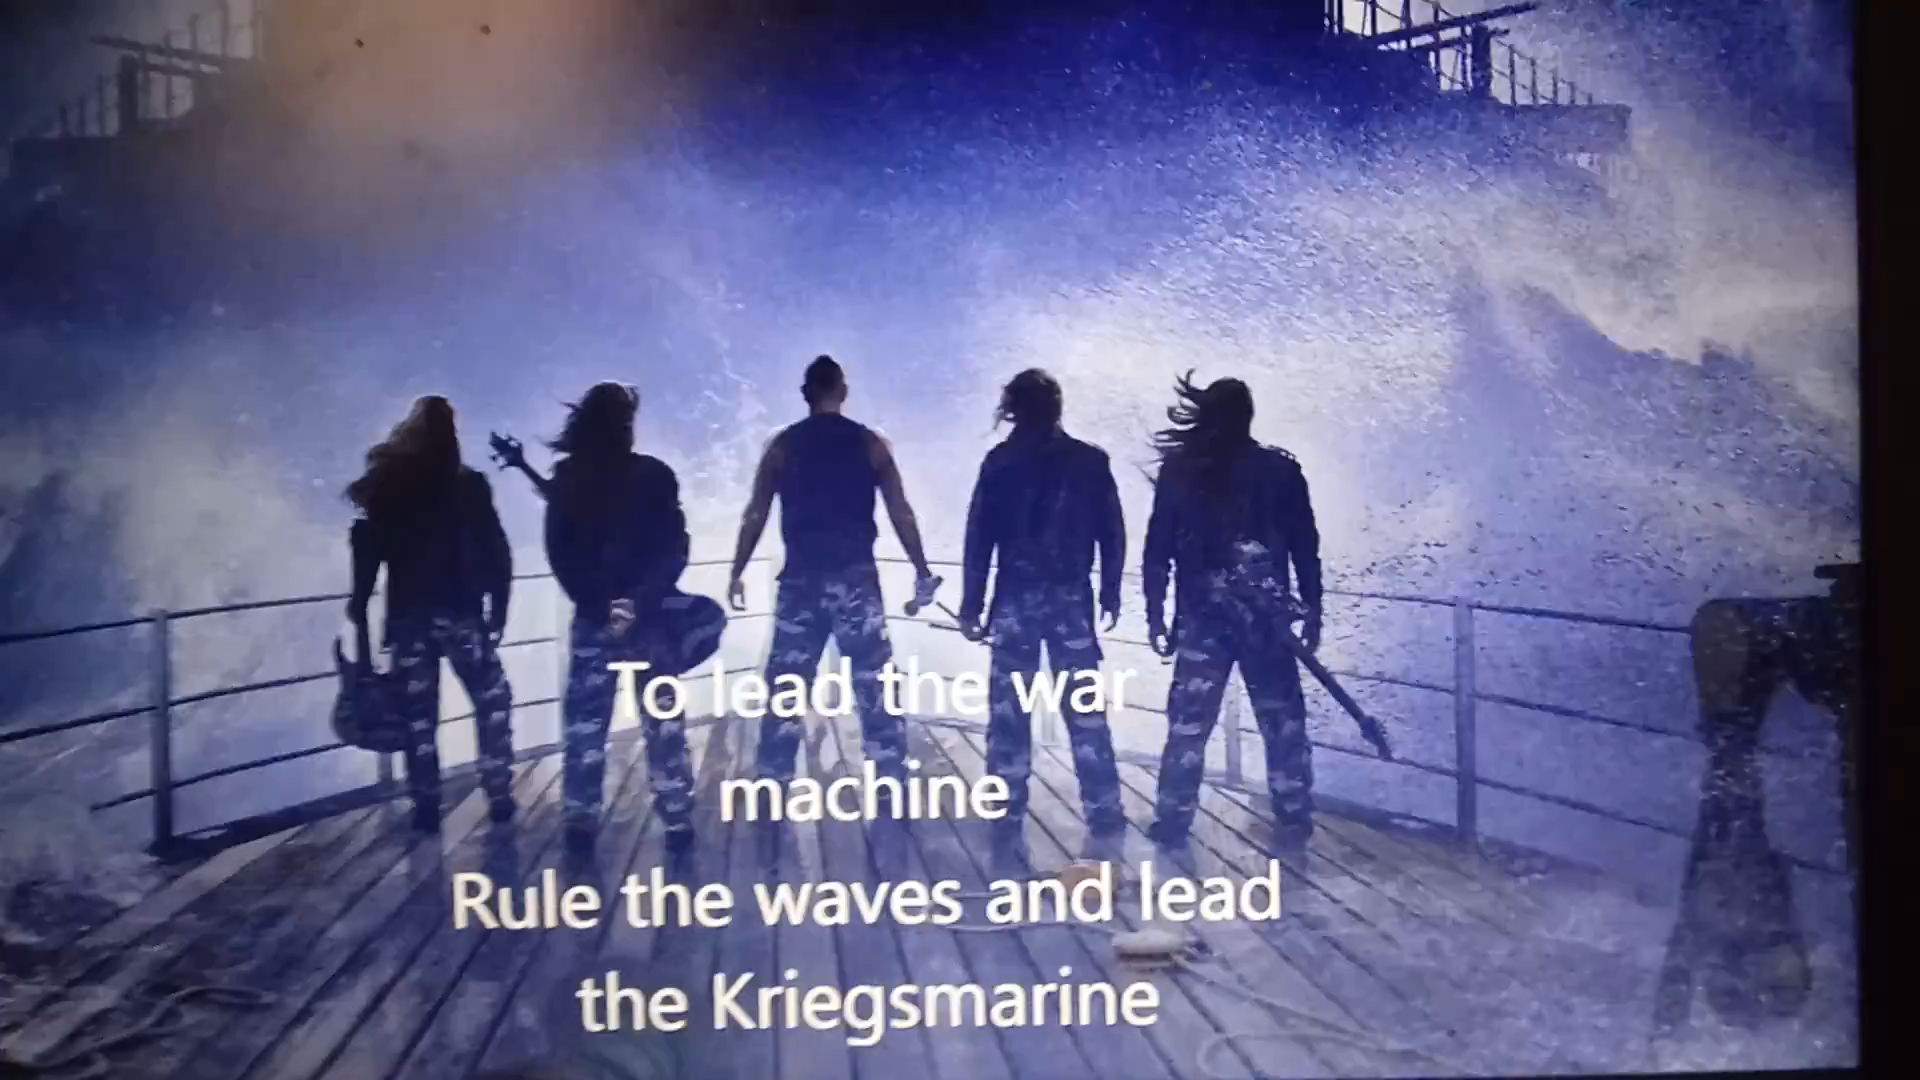 To lead the war
machine
Rule the waves and lead
the Kriegsmarine